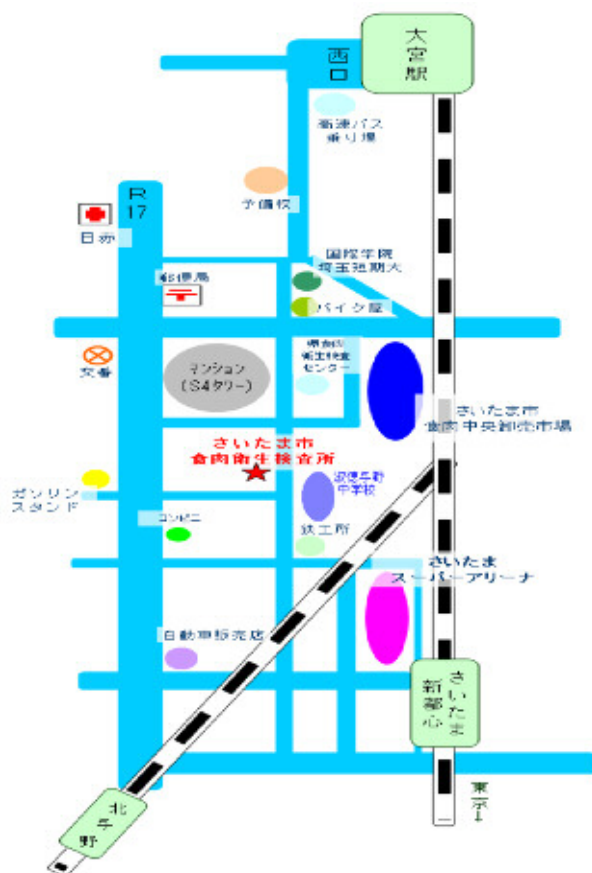 大宮駅
西口
高速バス
乗り場
予備校
R
17
日赤
国際学院
埼玉短期大
郵便局
バイク屋
県食肉
衛生検査
センター
交番
マンション
(S4タワー)
さいたま市
食肉中央卸売市場
さいたま市
食肉衛生検査所
淑徳与野
中学校
ガソリン
スタンド
コンビニ
鉄工所
さいたま
スーパーアリーナ
自動車販売店
さいたま
新都心
東京→
北与野